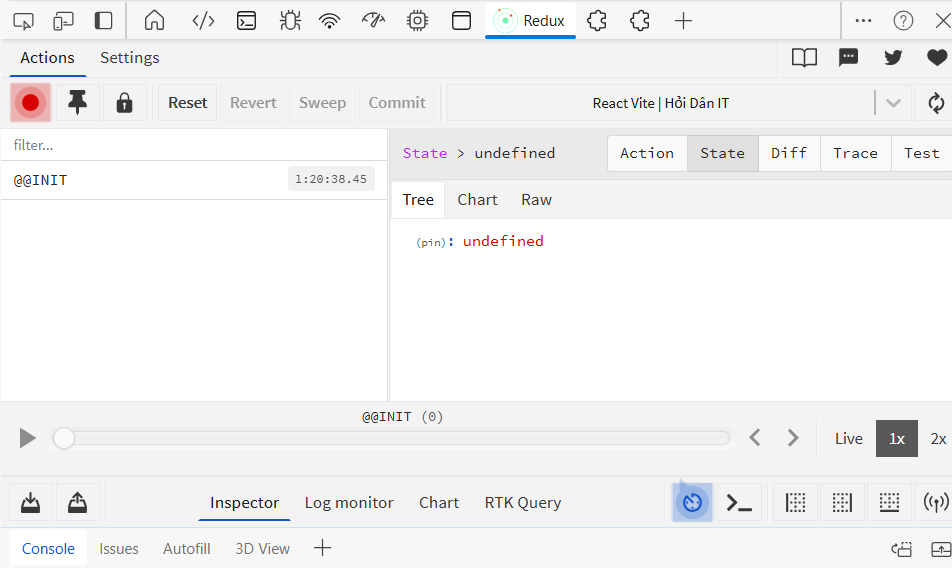 Redux
Actions Settings
Reset Revert Sweep Commit React Vite | Hỏi Dân IT
filter...
@@INIT 1:20:38.45
State > undefined Action State Diff Trace Test
Tree Chart Raw
(pin): undefined
@@INIT (0)
Live 1x 2x
Inspector Log monitor Chart RTK Query
Console Issues Autofill 3D View